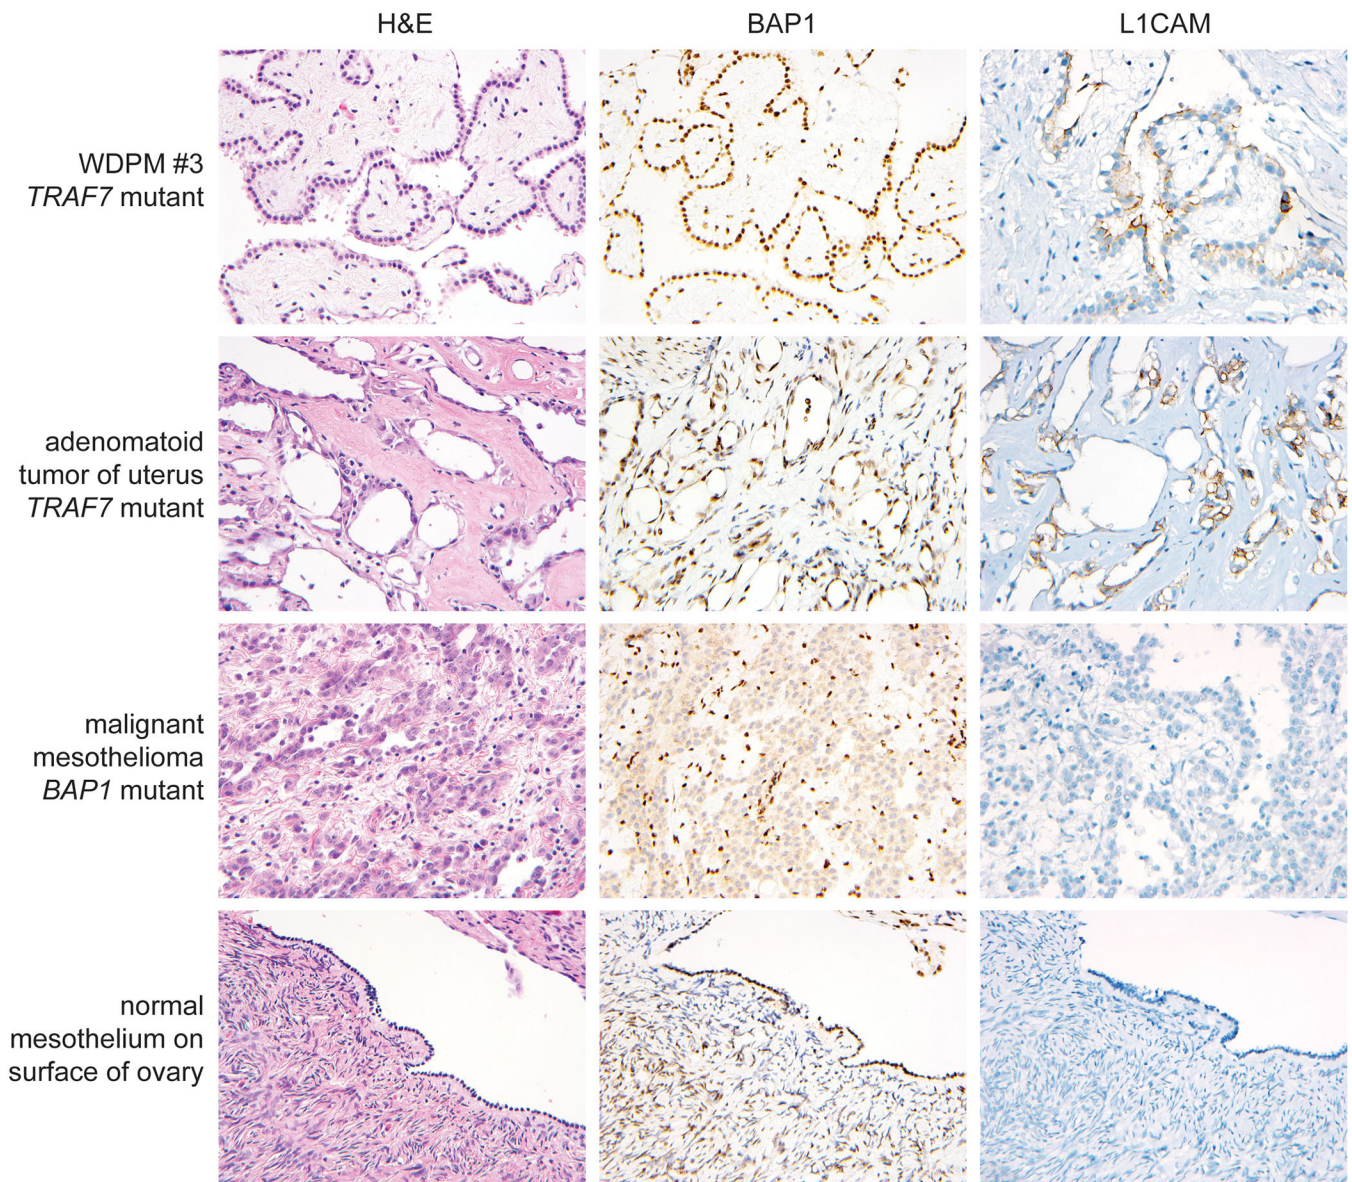 H&E
BAP1
L1CAM
WDPM #3
TRAF7 mutant
adenomatoid
tumor of uterus
TRAF7 mutant
malignant
mesothelioma
BAP1 mutant
normal
mesothelium on
surface of ovary